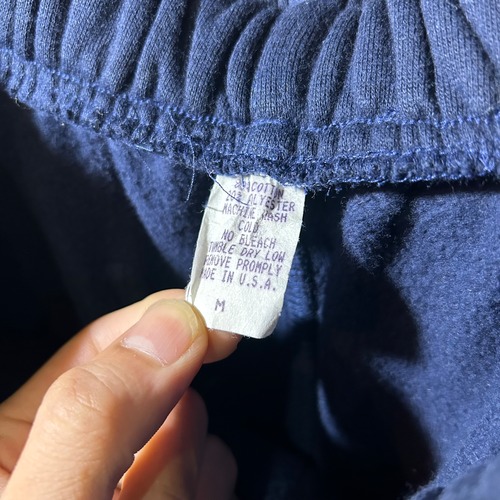 COTTON
POLYESTER
MACHINE WASH
COLD
NO BLEACH
TUMBLE DRY LOW
REMOVE PROMPLY
MADE IN U.S.A.
M